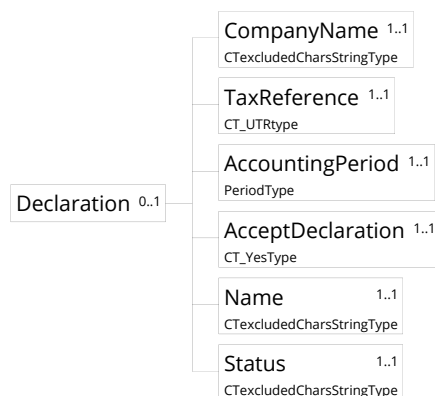 CompanyName 1..1
CTexcludedCharsStringType
TaxReference 1..1
CT_UTRtype
AccountingPeriod 1..1
PeriodType
Declaration 0..1
AcceptDeclaration 1..1
CT_YesType
Name 1..1
CTexcludedCharsStringType
Status 1..1
CTexcludedCharsStringType